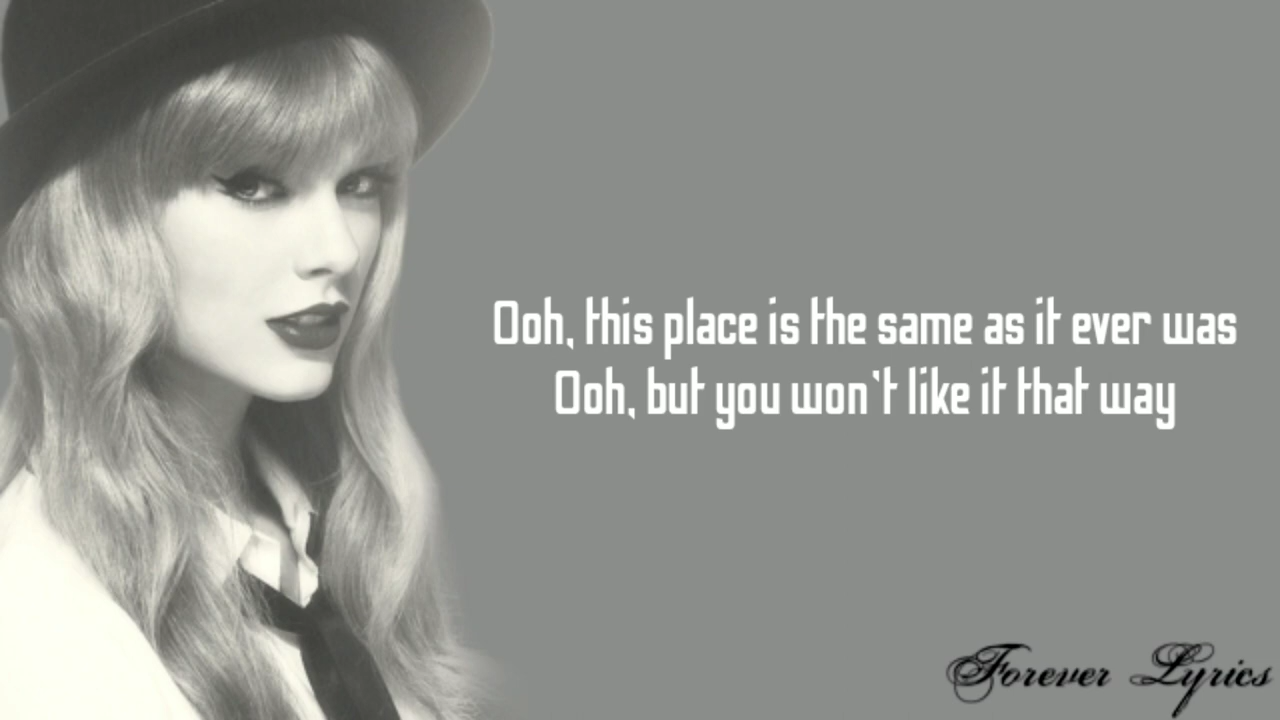 Ooh, this place is the same as it ever was
Ooh, but you won`t like it that way
Forever Lyrics